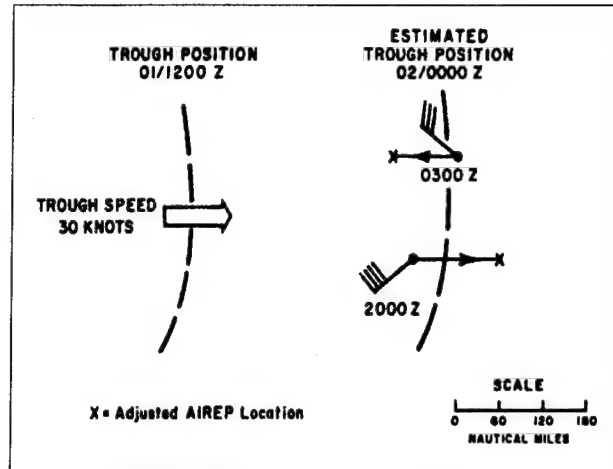 TROUGH POSITION
01/1200 Z
ESTIMATED
TROUGH POSITION
02/0000 Z
X
0300 Z
TROUGH SPEED
30 KNOTS
X
2000 Z
X = Adjusted AIREP Location
SCALE
0 60 120 180
NAUTICAL MILES